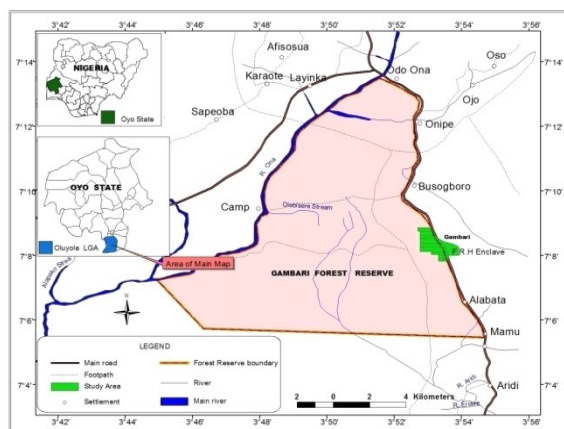 3°42' 3°44' 3°46' 3°48' 3°50' 3°52' 3°54' 3°56'
NIGERIA
Oyo State
Afisosua
Karaote
Layinka
Odo Ona
Oso
Ojo
Sapeoba
Onipe
7°14'
7°12'
7°10'
7°8'
7°6'
7°4'
7°14'
7°12'
7°10'
7°8'
7°6'
7°4'
R. Ona
OYO STATE
Oluyole LGA
Busogboro
Camp
Stream
Gambari
F.R.H Enclave
Area of Main Map
GAMBARI FOREST RESERVE
Alabata
Mamu
N
LEGEND
Main road
Footpath
Study Area
Settlement
Forest Reserve boundary
River
Main river
R. Aridi
Aridi
2 0 2 4 Kilometers
3°42' 3°44' 3°46' 3°48' 3°50' 3°52' 3°54' 3°56'